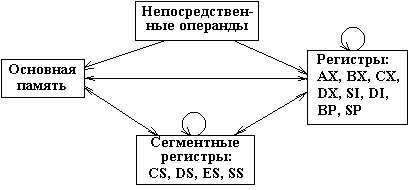 Непосредствен-
ные операнды
Основная
память
Регистры:
AX, BX, CX,
DX, SI, DI,
BP, SP
Сегментные
регистры:
CS, DS, ES, SS